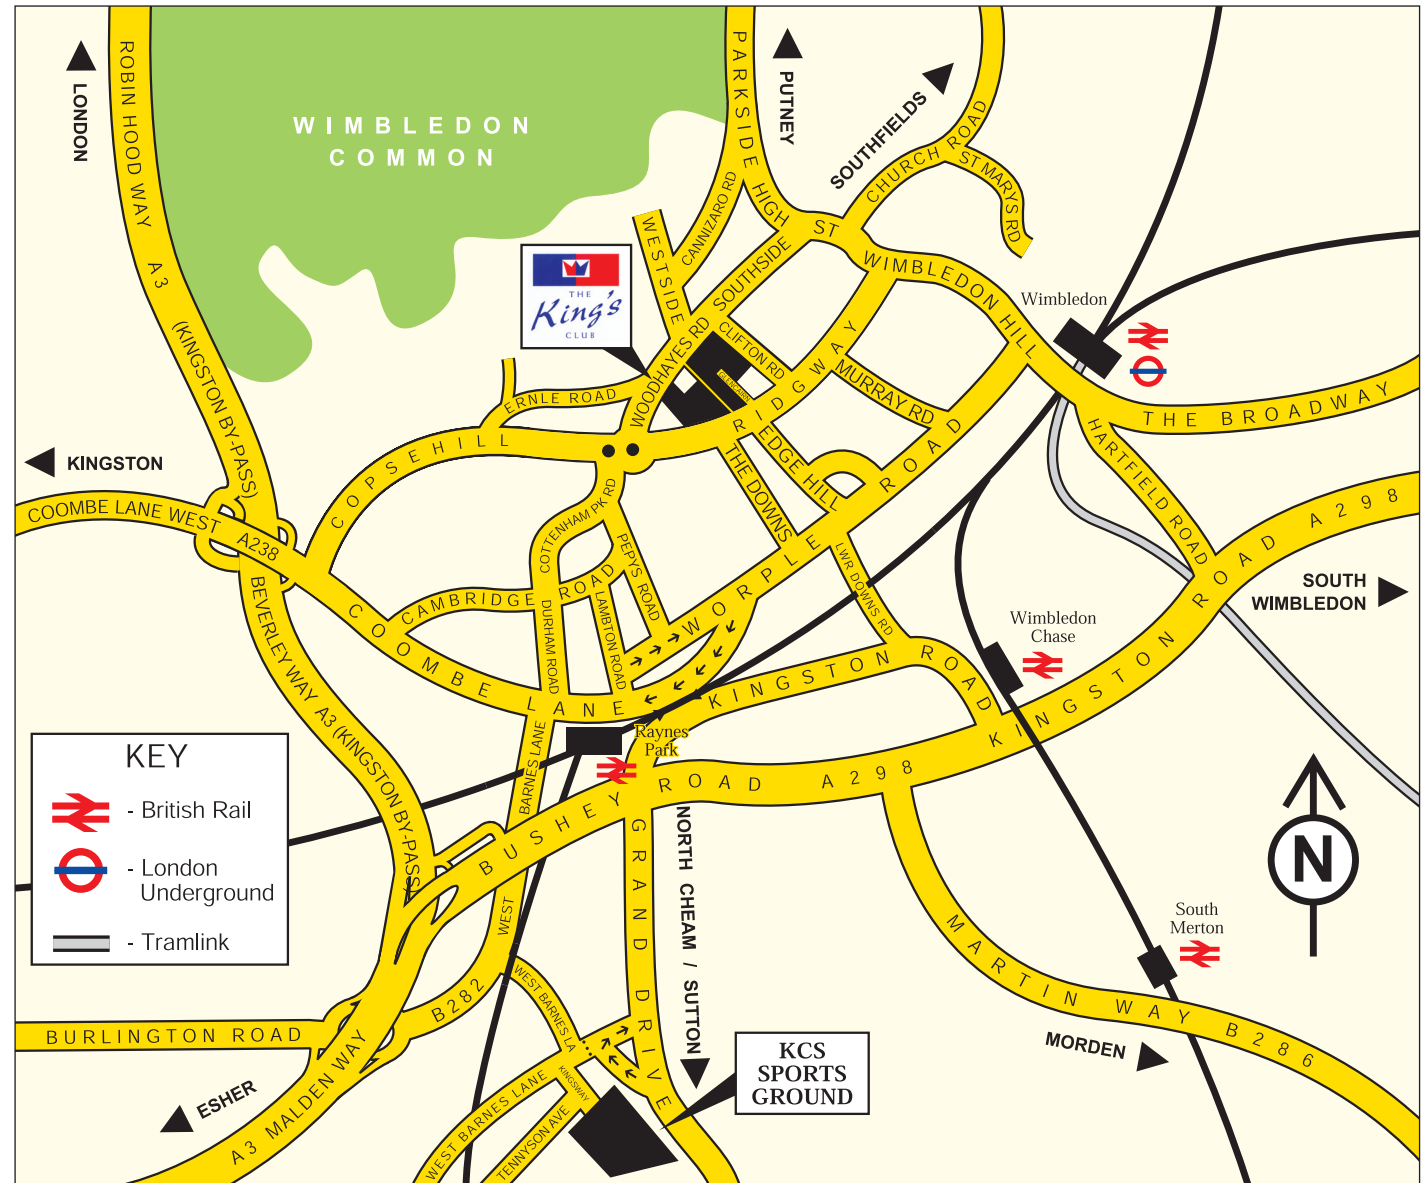 ROBIN HOOD WAY A3 (KINGSTON BY-PASS)
LONDON
WIMBLEDON
COMMON
PARKSIDE
PUTNEY
SOUTHFIELDS
CHURCH ROAD
ST MARYS RD
HIGH ST
CANNIZARO RD
WESTSIDE
SOUTHSIDE
WIMBLEDON HILL
Wimbledon
THE
King's
CLUB
WOODHAYES RD
CLIFTON RD
GLENCAIRN
RIDGWAY
MURRAY RD
ERNLE ROAD
COPSE HILL
THE BROADWAY
HARTFIELD ROAD
KINGSTON
COOMBE LANE WEST
A238
EDGE HILL
THE DOWNS
WORPLE ROAD
LWR DOWNS RD
COTTENHAM PK RD
PEPYS ROAD
CAMBRIDGE ROAD
LAMBTON ROAD
DURHAM ROAD
COOMBE LANE
BEVERLEY WAY A3 (KINGSTON BY-PASS)
KINGSTON ROAD
KINGSTON ROAD A298
SOUTH
WIMBLEDON
Wimbledon
Chase
Raynes
Park
KEY
- British Rail
- London
Underground
- Tramlink
WEST BARNES LANE
BUSHEY ROAD A298
GRAND DRIVE
NORTH CHEAM / SUTTON
South
Merton
MARTIN WAY B286
MORDEN
N
BURLINGTON ROAD
B282
WEST BARNES LA
ESHER
A3 MALDEN WAY
WEST BARNES LANE
KINGSWAY
TENNYSON AVE
KCS
SPORTS
GROUND